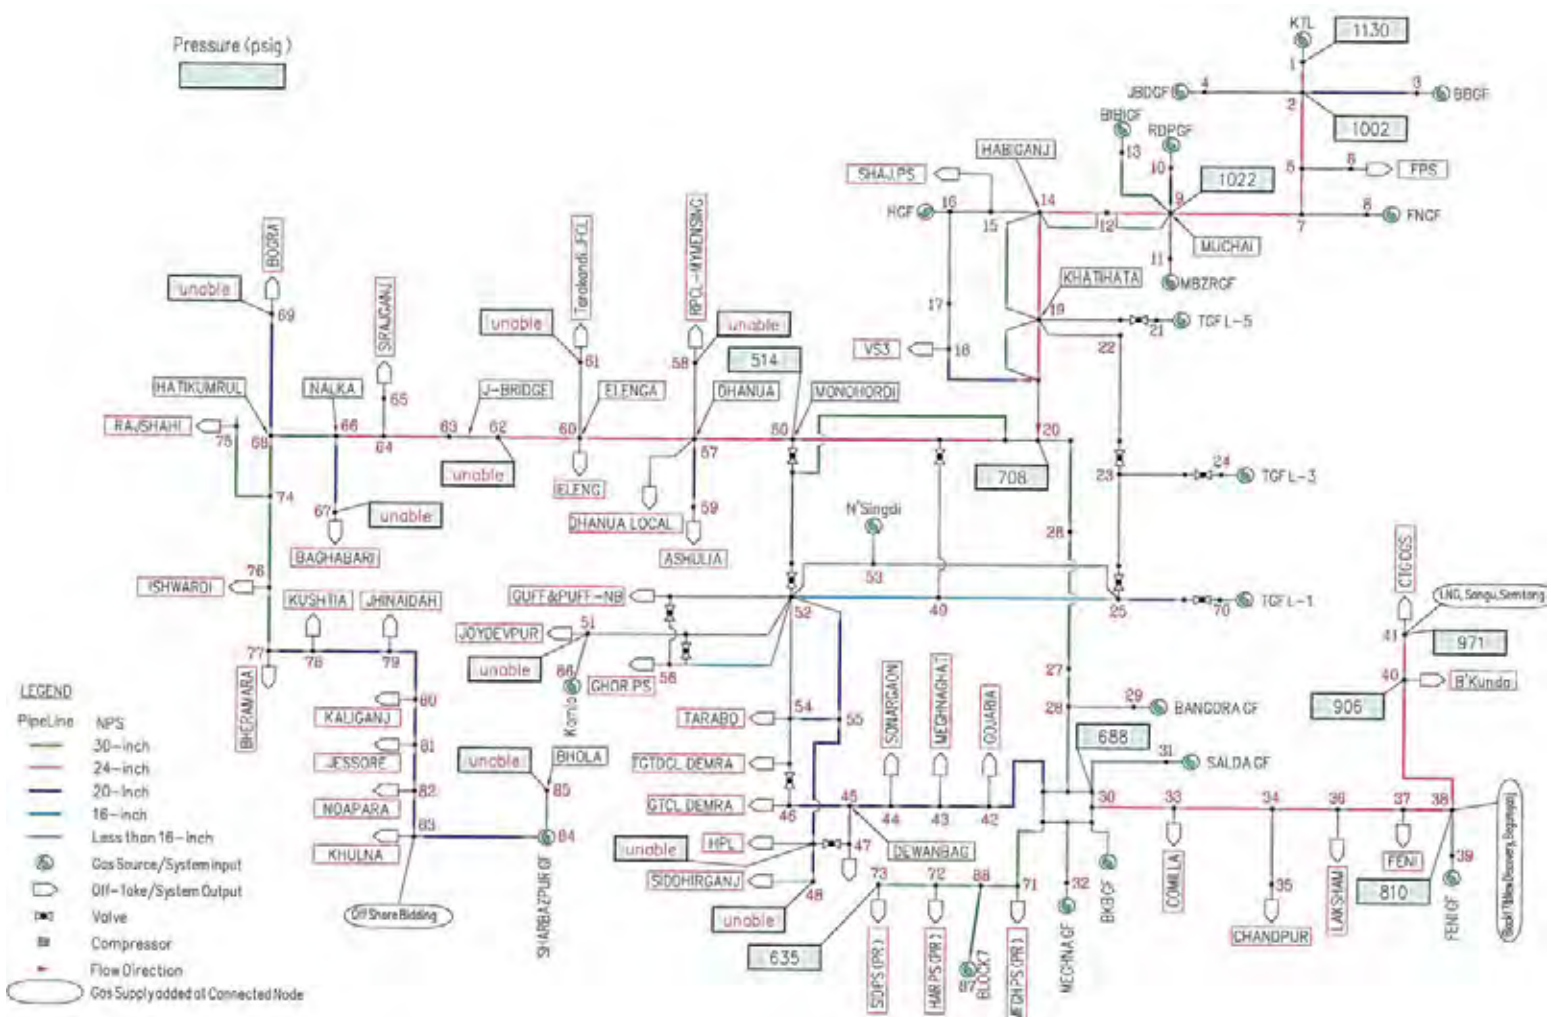 Pressure (psig)
KTL
1130
1
JBDGF
4
3
BBGF
2
1002
BIBIGF
RDPGF
13
10
HABIGANJ
1022
5
6
FPS
SHAJ.PS
HGF
16
15
14
12
9
7
8
FNGF
MUCHAI
11
MBZRGF
KHATIHATA
17
19
21
TGFL-5
22
VS3
18
BOGRA
unable
69
SIRAJGANJ
Tarakandi.JFCL
RPCL-MYMENSING
unable
61
58
unable
514
HATIKUMRUL
NALKA
65
J-BRIDGE
ELENGA
DHANUA
MONOHORDI
RAJSHAHI
75
68
66
64
63
62
60
57
50
20
unable
ELENG
708
23
24
TGFL-3
74
67
unable
DHANUA LOCAL
59
N'Singdi
BAGHABARI
ASHULIA
26
ISHWARDI
76
KUSHTIA
JHINAIDAH
GUFF&PUFF-NB
53
52
49
25
70
TGFL-1
CTGCGS
LNG, Sangu, Semtang
JOYDEVPUR
51
41
971
77
78
79
unable
66
GHOR.PS
56
27
40
B'Kunda
BHERAMARA
80
KALIGANJ
Kamta
TARABO
54
55
SONARGAON
MEGHNAGHAT
GOJARIA
28
29
BANGORA GF
906
688
LEGEND
PipeLine NPS
30-inch
24-inch
20-inch
16-inch
Less than 16-inch
Gas Source/System input
Off-Take/System Output
Valve
Compressor
Flow Direction
Gas Supply added at Connected Node
81
JESSORE
unable
BHOLA
TGTDCL.DEMRA
31
SALDA GF
82
NOAPARA
85
GTCL.DEMRA
46
45
44
43
42
30
33
34
36
37
38
83
KHULNA
84
unable
HPL
47
DEWANBAG
FENI
39
SIDDHIRGANJ
48
73
72
88
71
32
35
810
Off Shore Bidding
SHARBAZPUR GF
unable
635
SIDPS(PR)
HARPS(PR)
87
BLOCK7
MEGHPS(PR)
MEGHNA GF
BKBGF
COMILLA
CHANDPUR
LAKSHAM
FENI GF